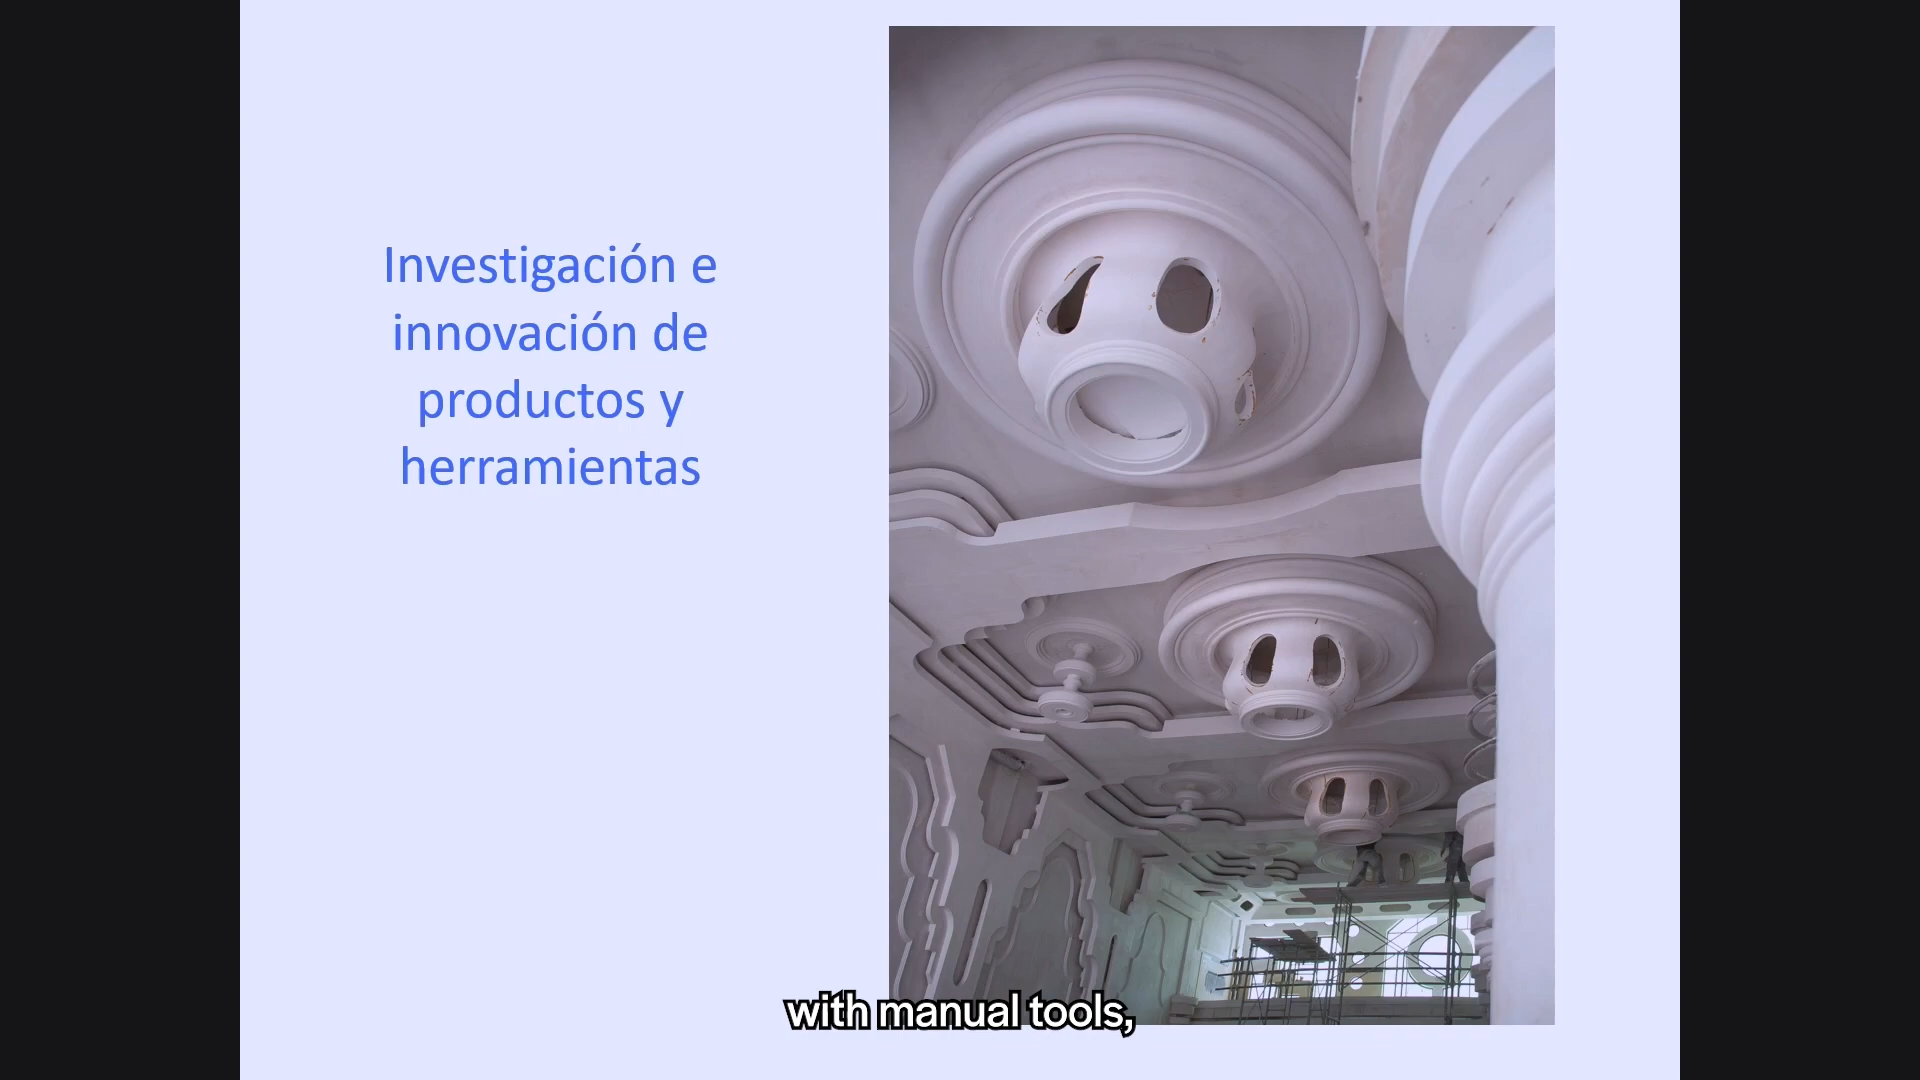 Investigación e
innovación de
productos y
herramientas
with manual tools,